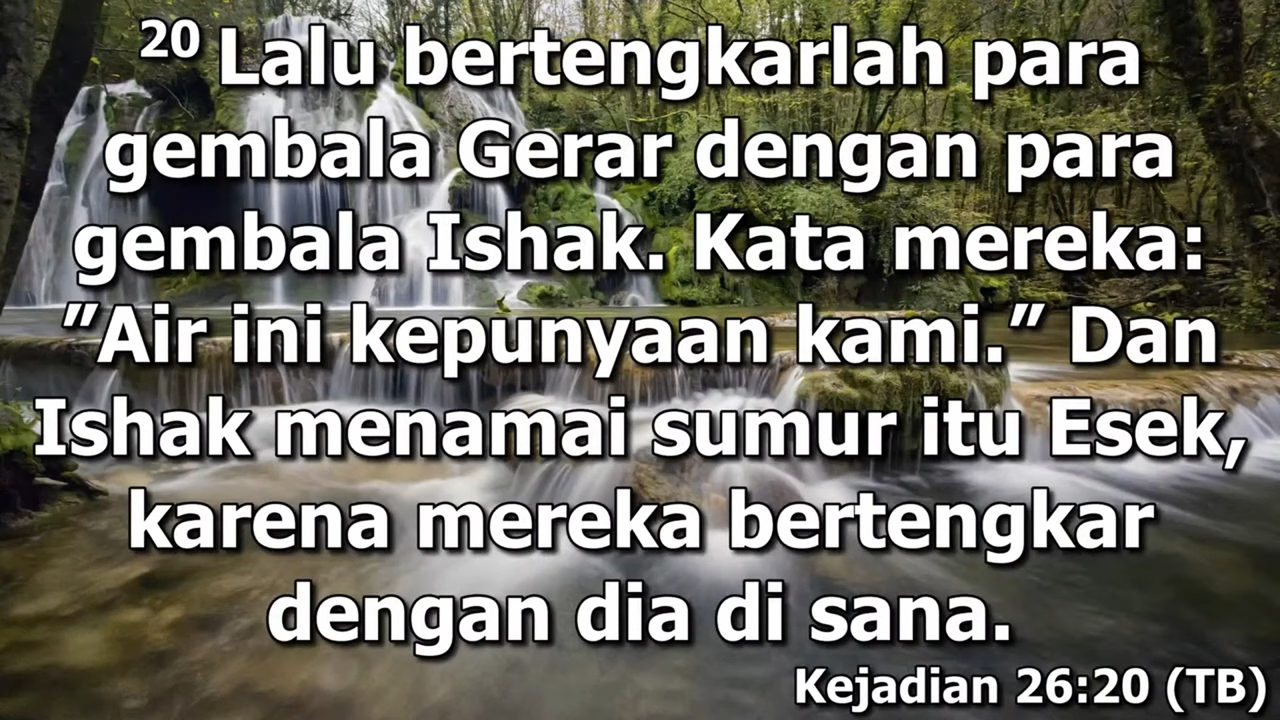 20 Lalu bertengkarlah para
gembala Gerar dengan para
gembala Ishak. Kata mereka:
"Air ini kepunyaan kami." Dan
Ishak menamai sumur itu Esek,
karena mereka bertengkar
dengan dia di sana.
Kejadian 26:20 (TB)